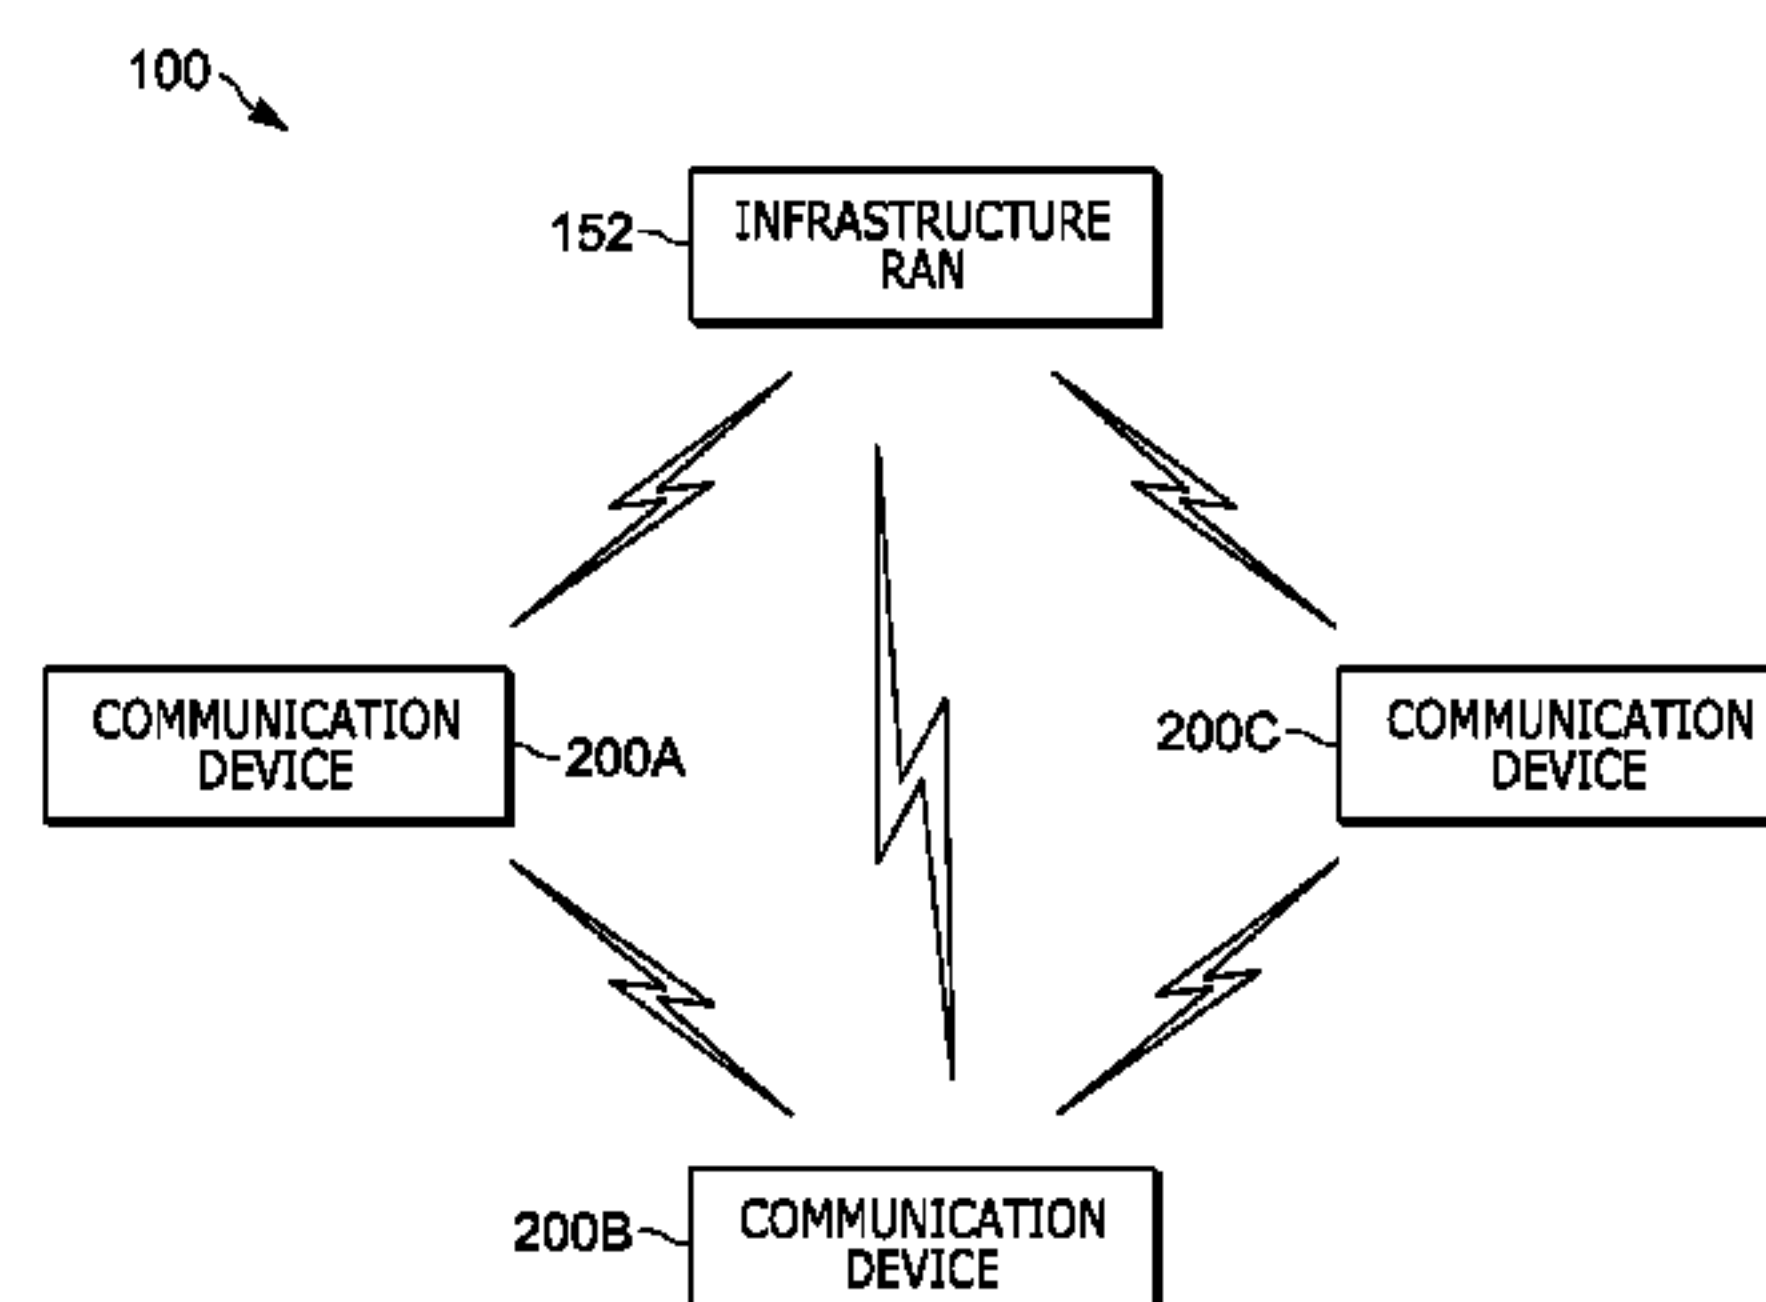 100
152
INFRASTRUCTURE
RAN
COMMUNICATION
DEVICE
200A
200C
COMMUNICATION
DEVICE
200B
COMMUNICATION
DEVICE